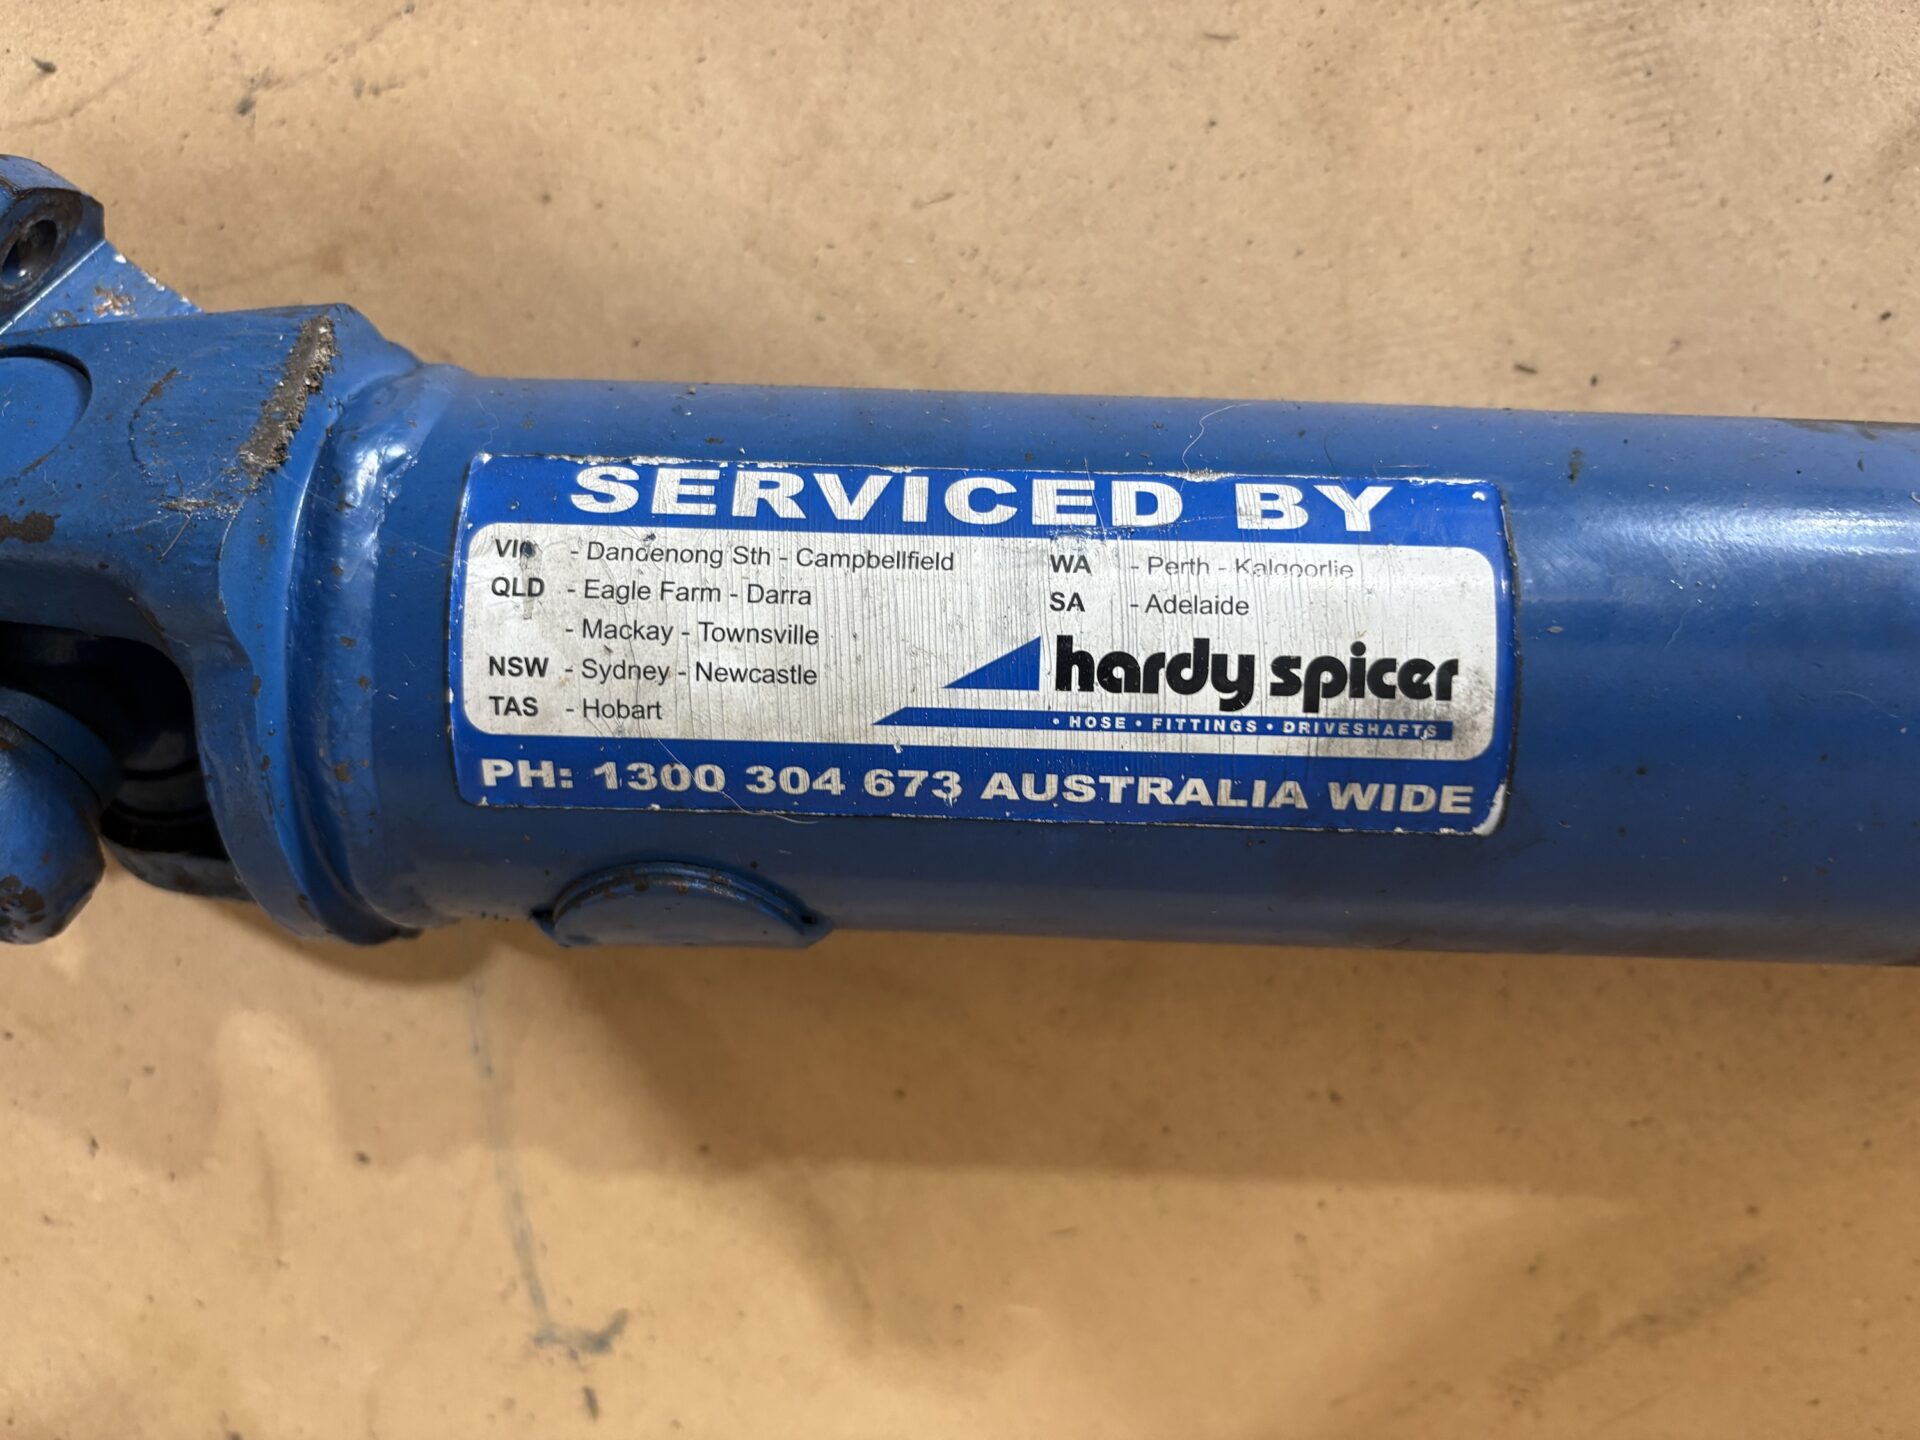 SERVICED BY
VIC - Dandenong Sth - Campbellfield
QLD - Eagle Farm - Darra
- Mackay - Townsville
NSW - Sydney - Newcastle
TAS - Hobart
WA - Perth - Kalgoorlie
SA - Adelaide
hardy spicer
• HOSE • FITTINGS • DRIVESHAFTS
PH: 1300 304 673 AUSTRALIA WIDE